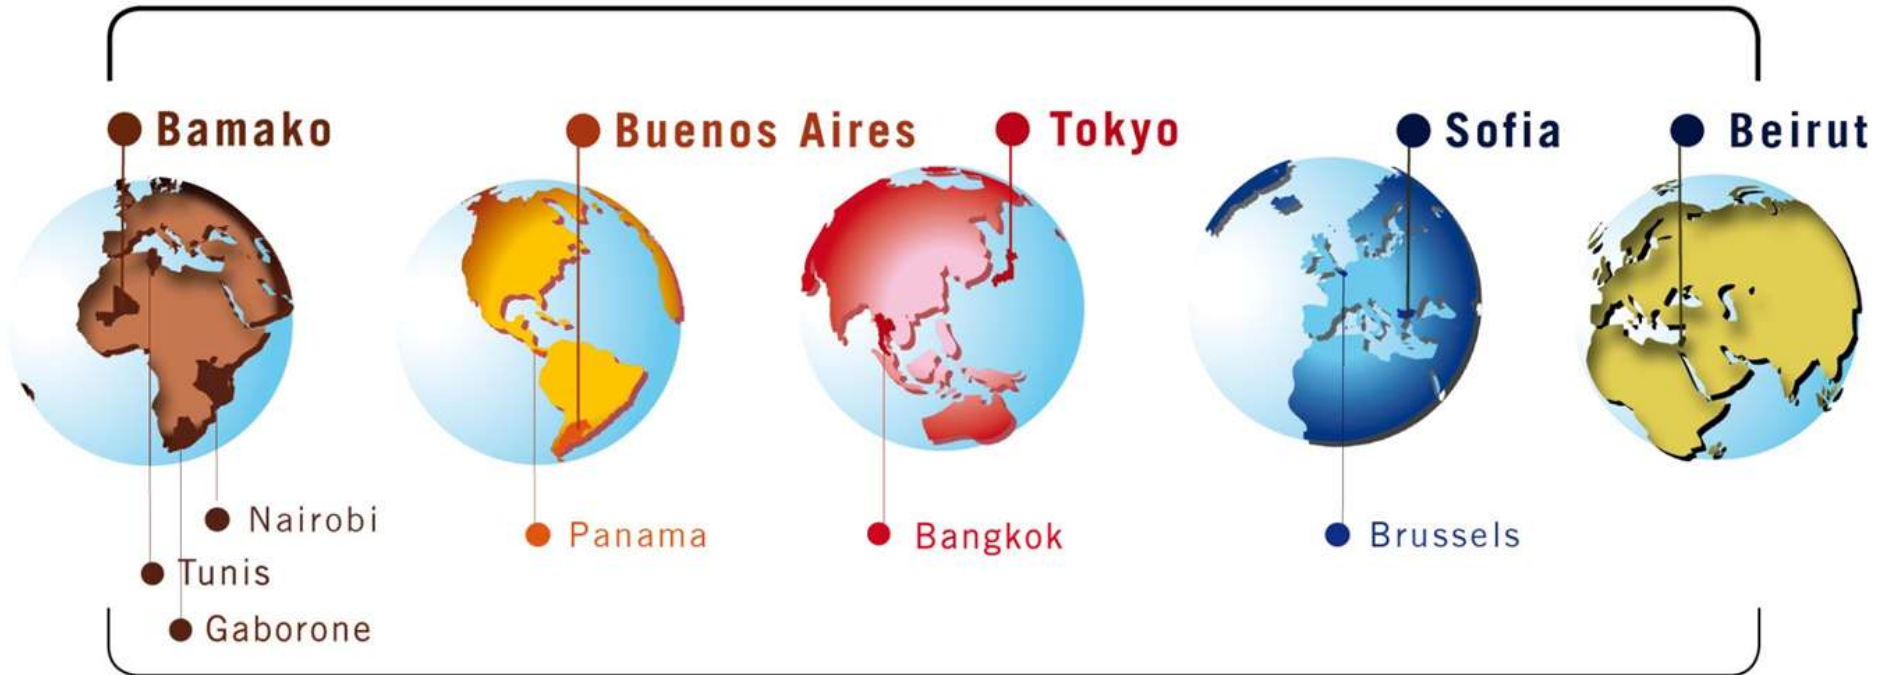 Bamako
Buenos Aires
Tokyo
Sofia
Beirut
Nairobi
Panama
Bangkok
Brussels
Tunis
Gaborone